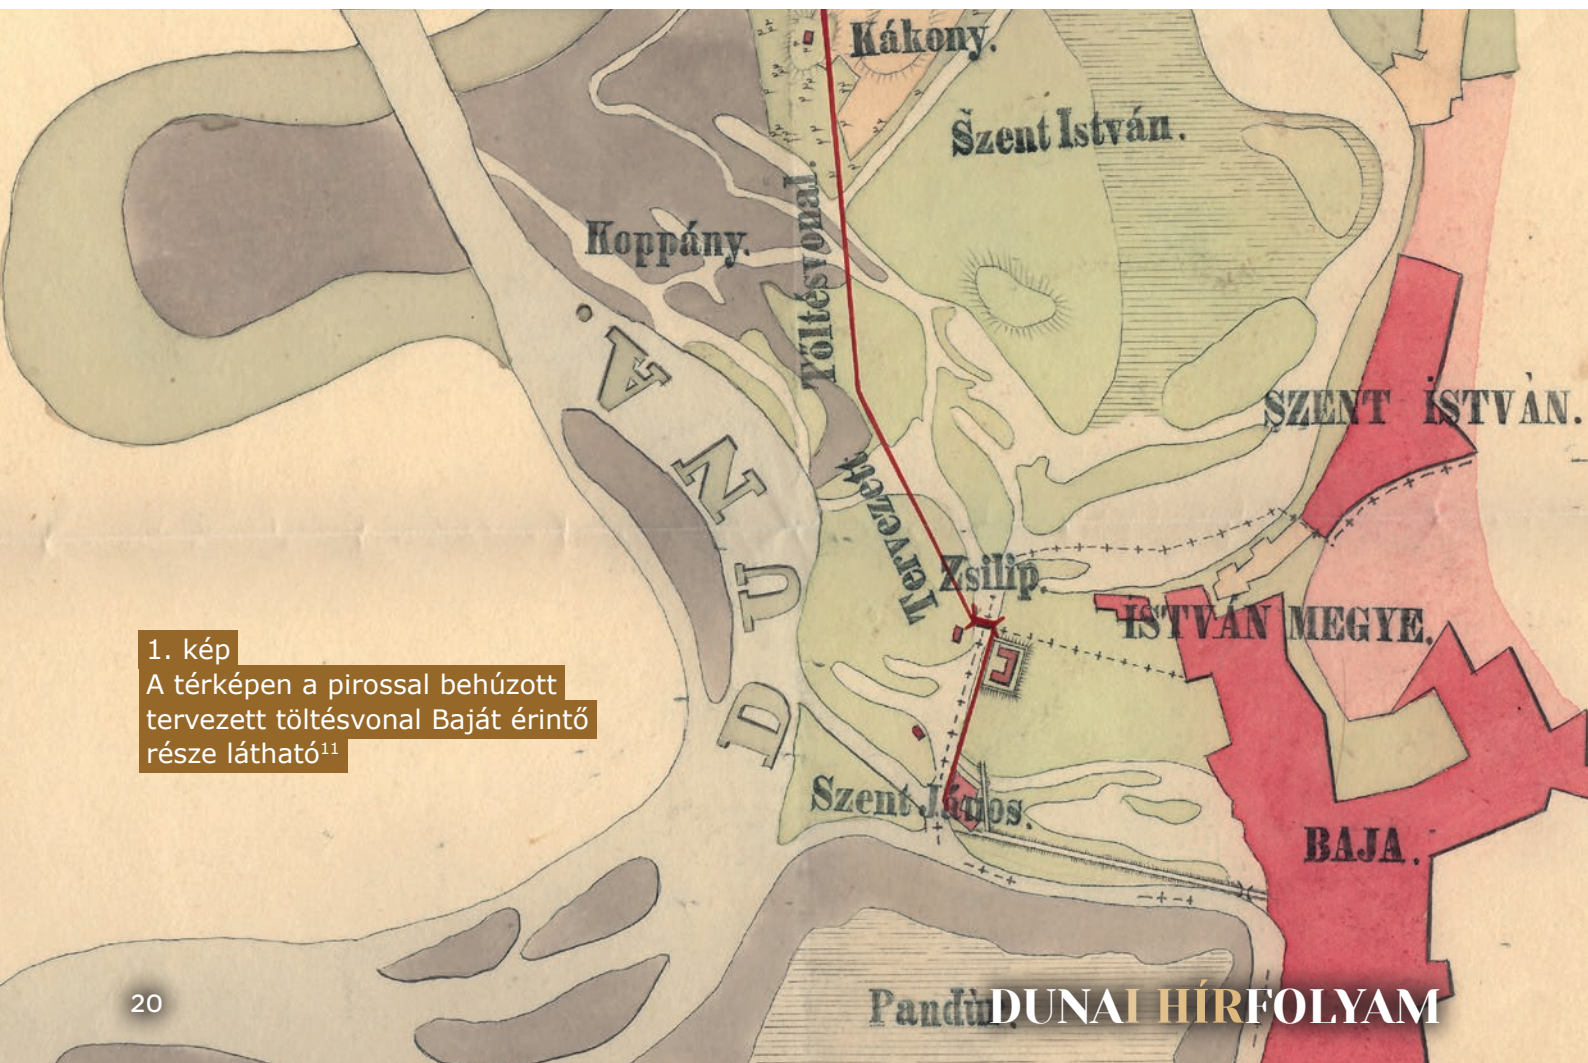 Kákony.
Szent István.
Koppány.
Tervezett Töltésvonal.
DUNA.
SZENT ISTVÁN.
Zsilip.
ISTVÁN MEGYE.
1. kép
A térképen a pirossal behúzott
tervezett töltésvonal Baját érintő
része látható¹¹
Szent János.
BAJA.
Pandúr.
20
DUNAI HÍRFOLYAM